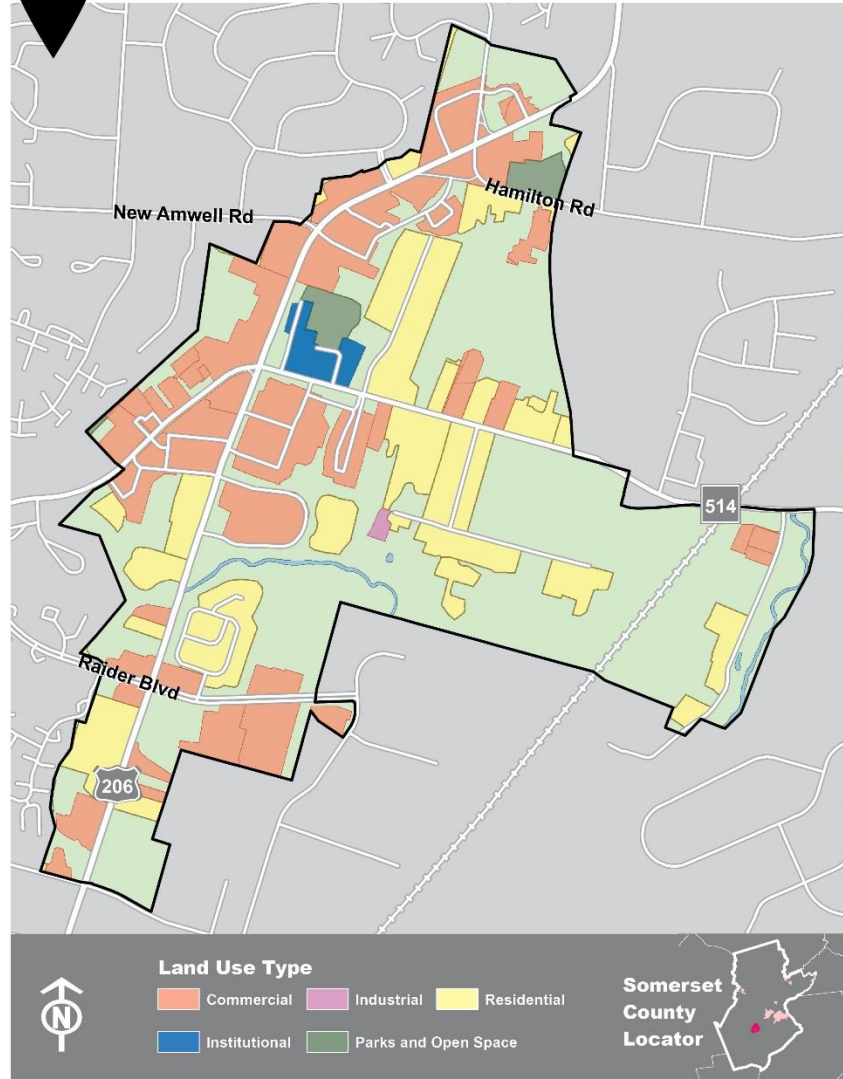 New Amwell Rd
Hamilton Rd
514
Raider Blvd
206
N
Land Use Type
Commercial
Industrial
Residential
Institutional
Parks and Open Space
Somerset
County
Locator